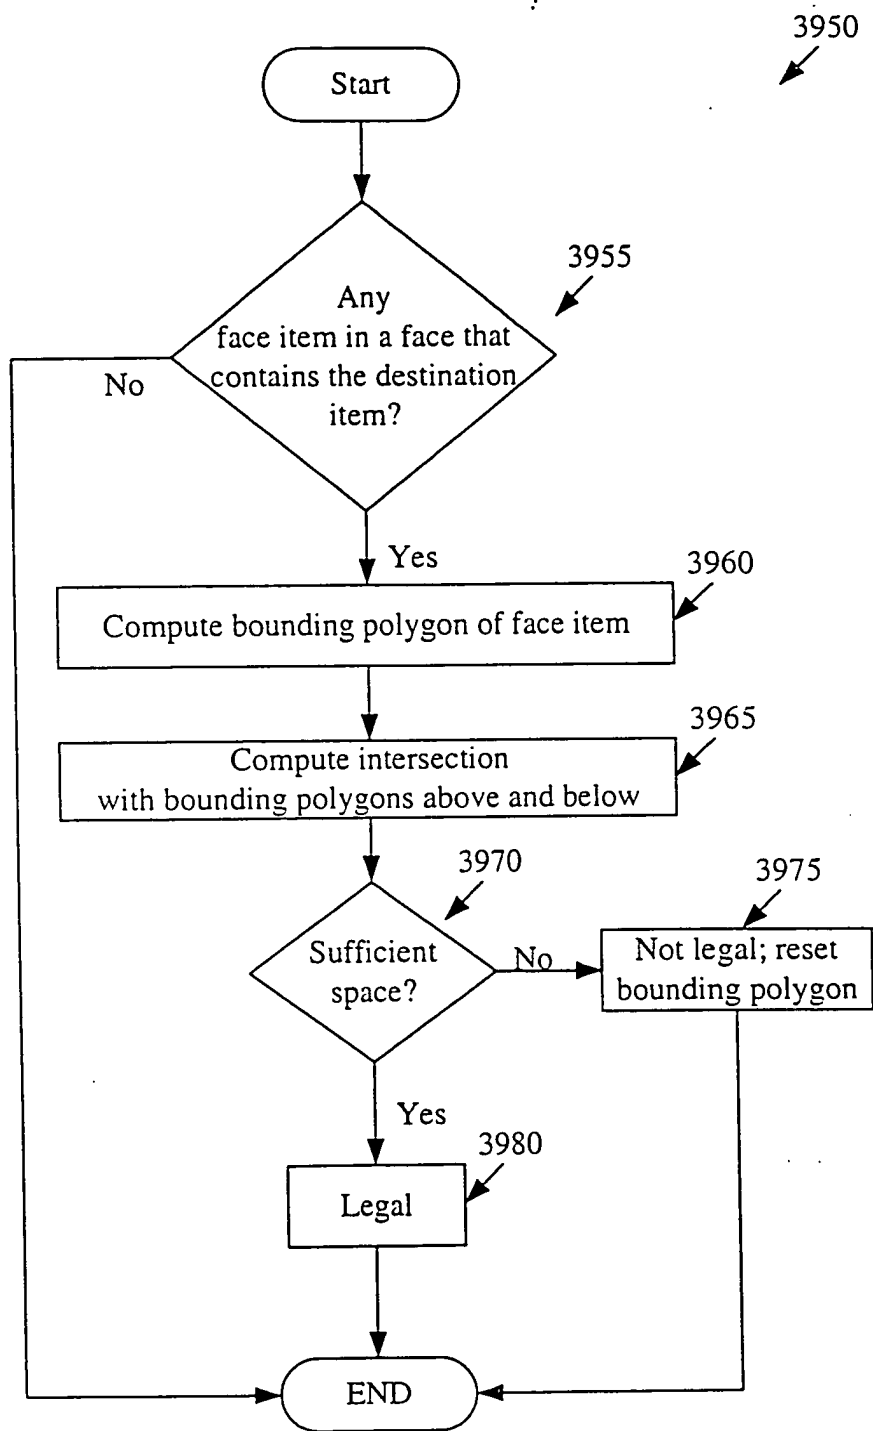 3950
Start
3955
Any
face item in a face that
contains the destination
item?
No
Yes
3960
Compute bounding polygon of face item
3965
Compute intersection
with bounding polygons above and below
3970
3975
Sufficient
space?
No
Not legal; reset
bounding polygon
Yes
3980
Legal
END